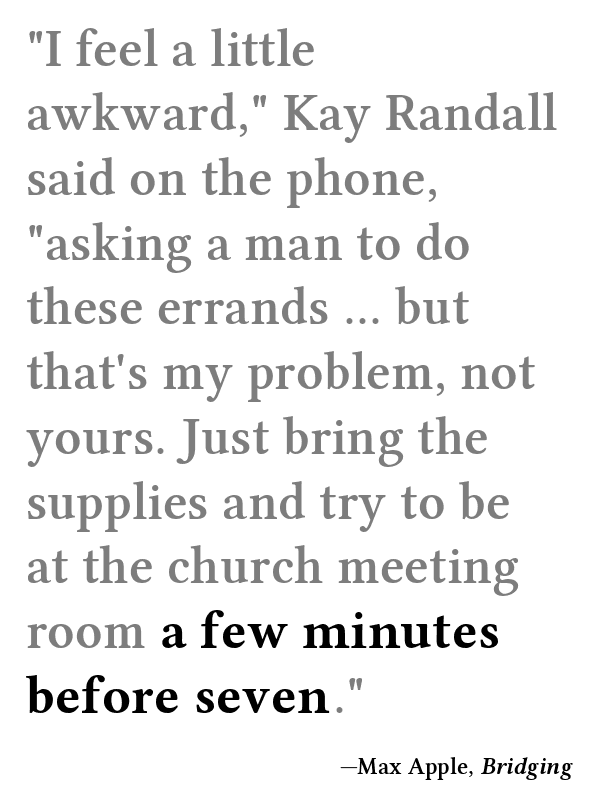 "I feel a little
awkward," Kay Randall
said on the phone,
"asking a man to do
these errands ... but
that's my problem, not
yours. Just bring the
supplies and try to be
at the church meeting
room a few minutes
before seven."
—Max Apple, Bridging